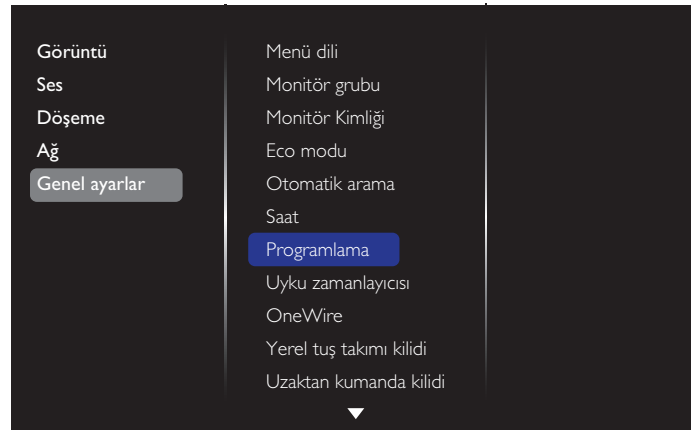 Görüntü
Ses
Döşeme
Ağ
Genel ayarlar
Menü dili
Monitör grubu
Monitör Kimliği
Eco modu
Otomatik arama
Saat
Programlama
Uyku zamanlayıcısı
OneWire
Yerel tuş takımı kilidi
Uzaktan kumanda kilidi